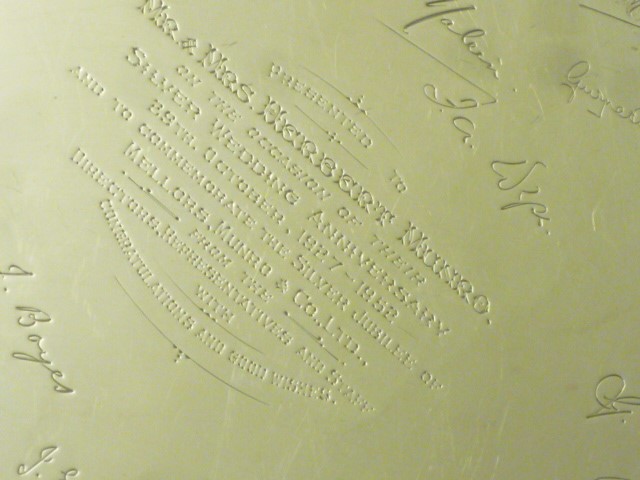 PRESENTED TO
MR. & MRS. HERBERT MUNRO.
ON THE OCCASION OF THEIR
SILVER WEDDING ANNIVERSARY
25TH. OCTOBER, 1927-1952
AND TO COMMEMORATE THE SILVER JUBILEE OF
MELLORS, MUNRO & CO., LTD.,
FROM THE
DIRECTORS, REPRESENTATIVES AND STAFF
WITH
CONGRATULATIONS AND GOOD WISHES.
J. A.
J. Boyes